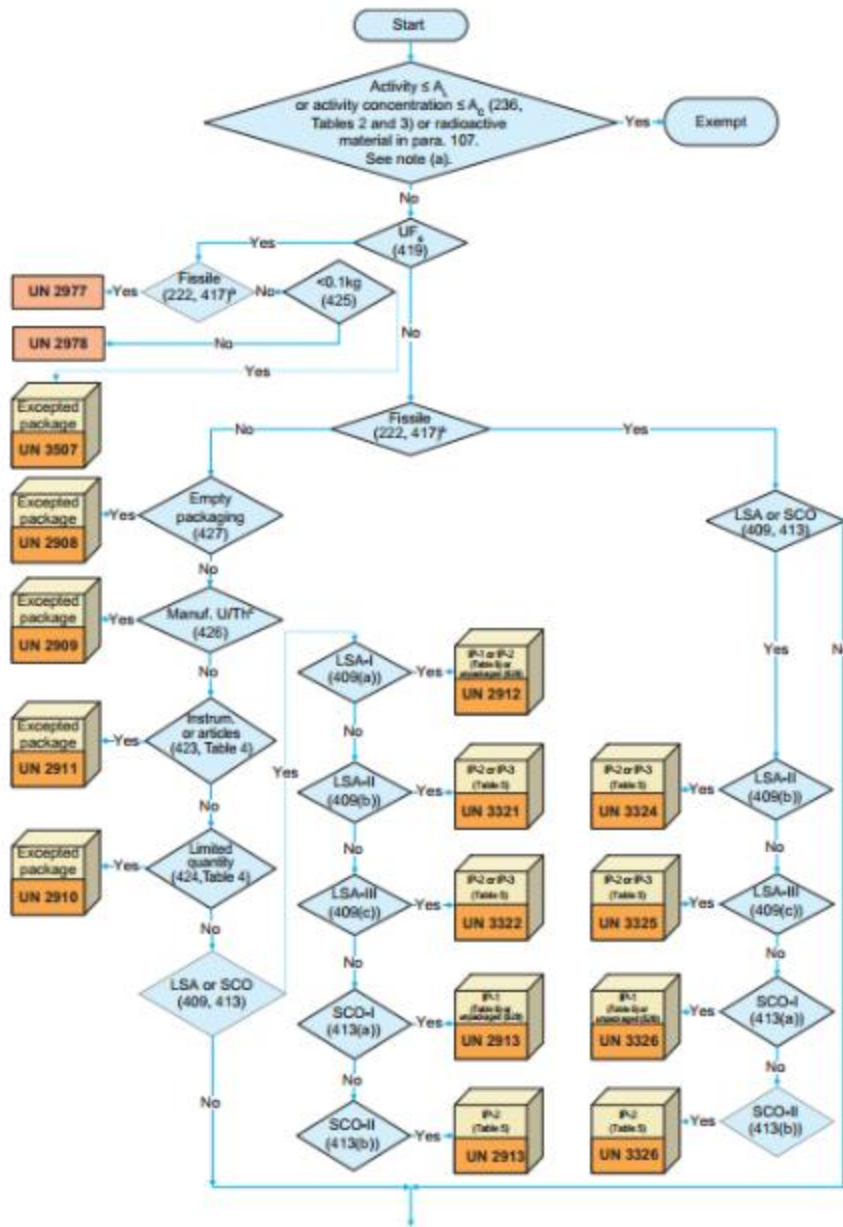 Start
Activity ≤ A
or activity concentration ≤ A (236,
Tables 2 and 3) or radioactive
material in para. 107.
See note (a).
Yes
Exempt
No
UF
(419)
Yes
No
Fissile
(222, 417)
Yes
UN 2977
No
<0.1kg
(425)
No
UN 2978
Yes
Excepted
package
UN 3507
Fissile
(222, 417)
No
Yes
Empty
packaging
(427)
Yes
Excepted
package
UN 2908
No
Manuf. U/Th
(426)
Yes
Excepted
package
UN 2909
No
Instrum.
or articles
(423, Table 4)
Yes
Excepted
package
UN 2911
No
Limited
quantity
(424,Table 4)
Yes
Excepted
package
UN 2910
No
LSA or SCO
(409, 413)
Yes
No
LSA-I
(409(a))
Yes
IP-1 or IP-2
UN 2912
No
LSA-II
(409(b))
Yes
IP-2 or IP-3
(Table 5)
UN 3321
No
LSA-III
(409(c))
Yes
IP-2 or IP-3
(Table 5)
UN 3322
No
SCO-I
(413(a))
Yes
IP-1
UN 2913
No
SCO-II
(413(b))
Yes
IP-2
(Table 5)
UN 2913
LSA or SCO
(409, 413)
Yes
LSA-II
(409(b))
Yes
IP-2 or IP-3
(Table 5)
UN 3324
No
LSA-III
(409(c))
Yes
IP-2 or IP-3
(Table 5)
UN 3325
No
SCO-I
(413(a))
Yes
IP-1
UN 3326
No
SCO-II
(413(b))
Yes
IP-2
(Table 5)
UN 3326